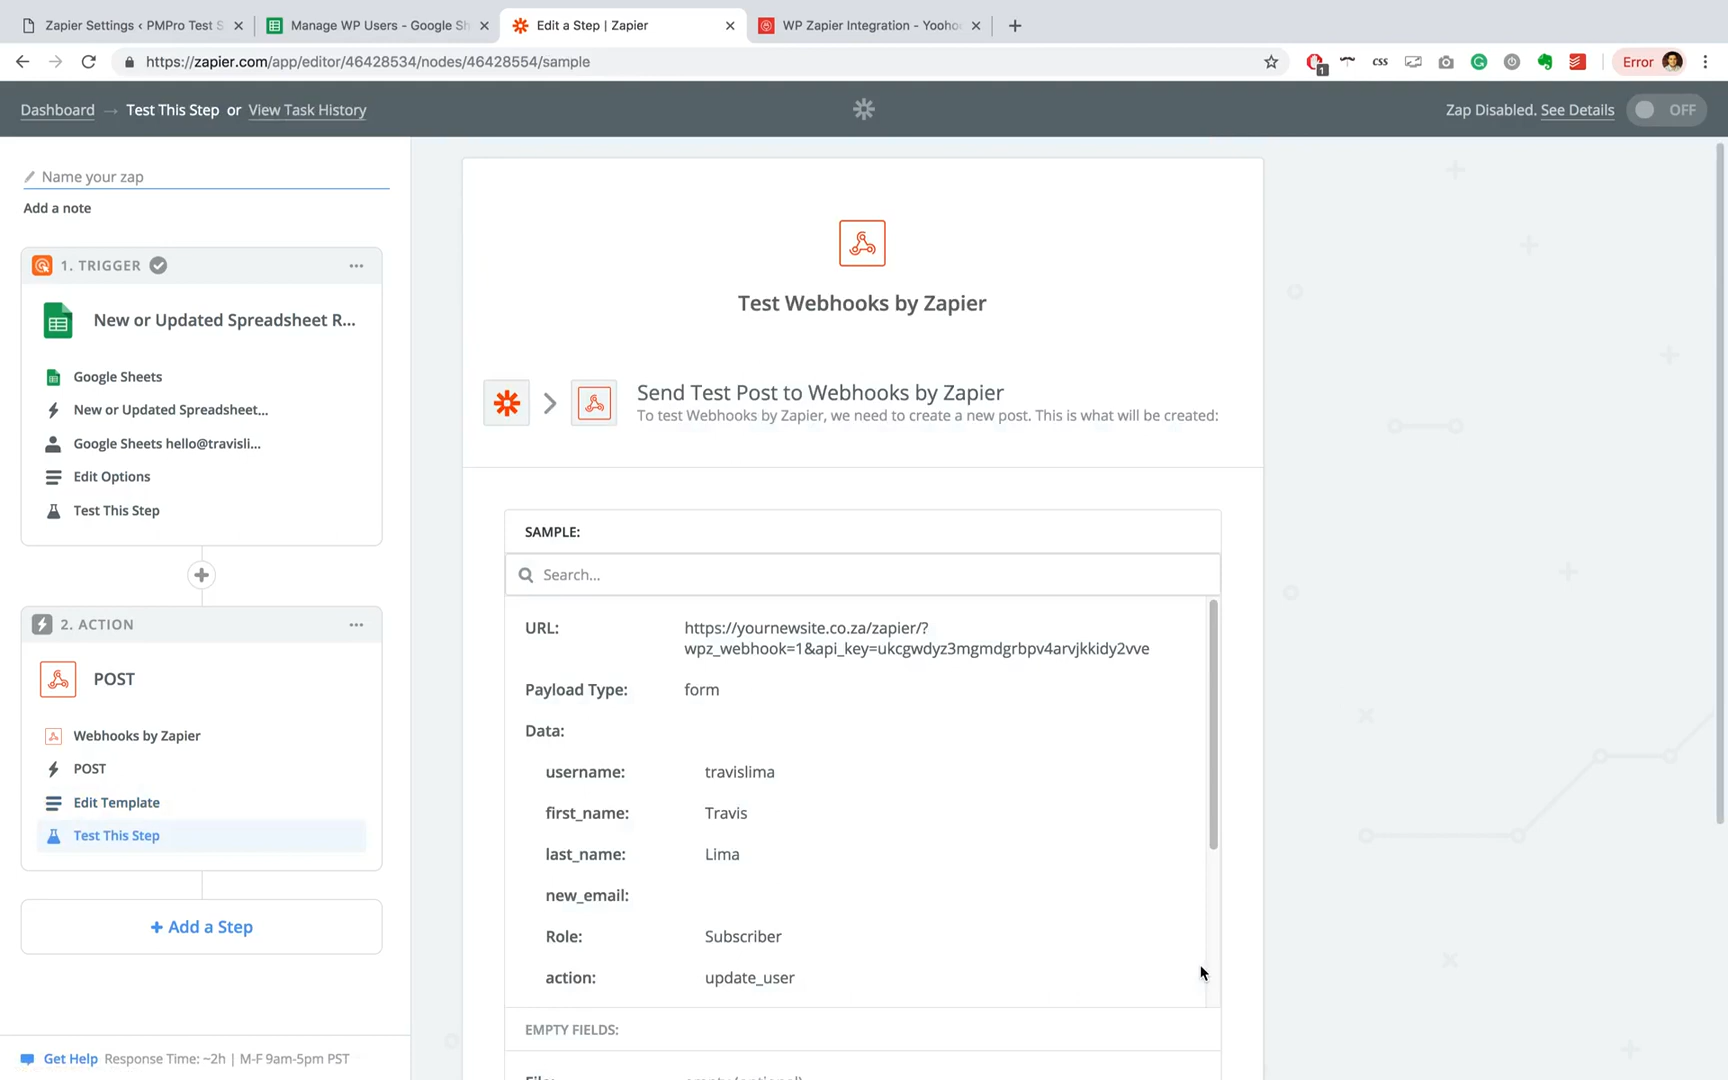 Zapier Settings ‹ PMPro Test S
Manage WP Users - Google Sh
Edit a Step | Zapier
WP Zapier Integration - Yooho
https://zapier.com/app/editor/46428534/nodes/46428554/sample
1
css
Error
Dashboard → Test This Step or View Task History
Zap Disabled. See Details
OFF
Name your zap
Add a note
1. TRIGGER
New or Updated Spreadsheet R...
Google Sheets
New or Updated Spreadsheet...
Google Sheets hello@travisli...
Edit Options
Test This Step
2. ACTION
POST
Webhooks by Zapier
POST
Edit Template
Test This Step
+ Add a Step
Get Help Response Time: ~2h | M-F 9am-5pm PST
Test Webhooks by Zapier
Send Test Post to Webhooks by Zapier
To test Webhooks by Zapier, we need to create a new post. This is what will be created:
SAMPLE:
Search...
URL: https://yournewsite.co.za/zapier/?
wpz_webhook=1&api_key=ukcgwdyz3mgmdgrbpv4arvjkkidy2vve
Payload Type: form
Data:
username: travislima
first_name: Travis
last_name: Lima
new_email:
Role: Subscriber
action: update_user
EMPTY FIELDS: